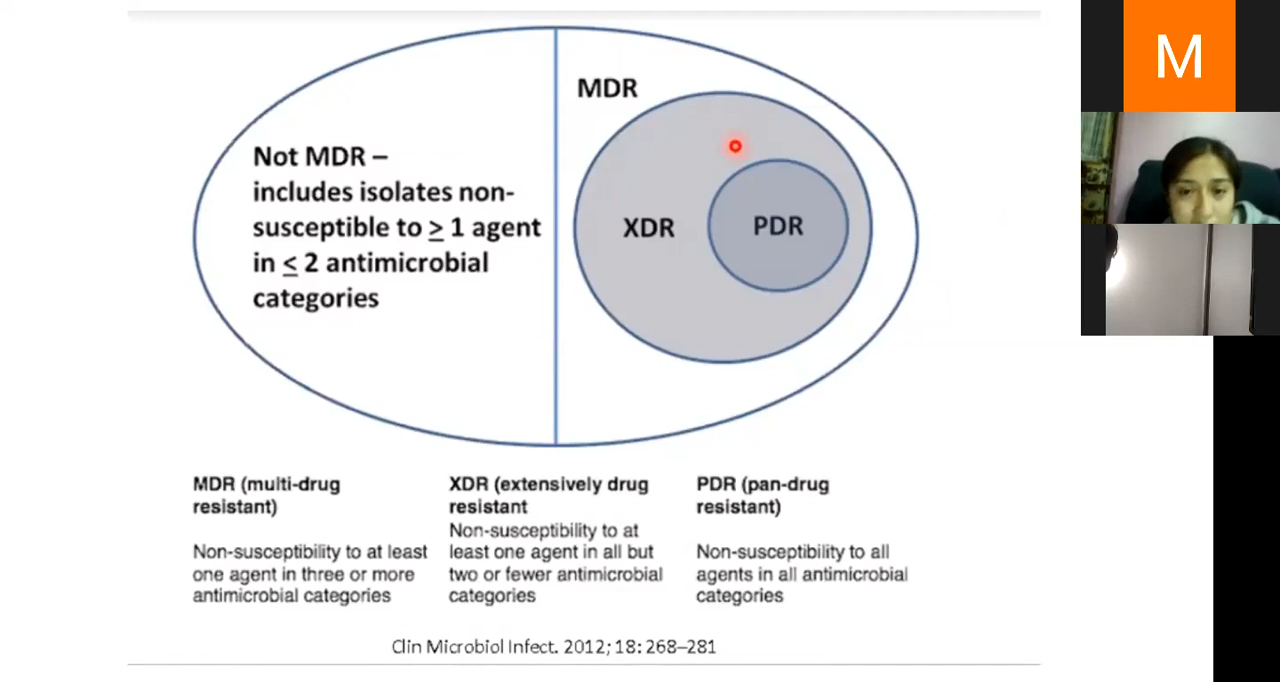 MDR
Not MDR –
includes isolates non-
susceptible to ≥ 1 agent
in ≤ 2 antimicrobial
categories
XDR
PDR
MDR (multi-drug
resistant)
Non-susceptibility to at least
one agent in three or more
antimicrobial categories
XDR (extensively drug
resistant
Non-susceptibility to at
least one agent in all but
two or fewer antimicrobial
categories
PDR (pan-drug
resistant)
Non-susceptibility to all
agents in all antimicrobial
categories
Clin Microbiol Infect. 2012; 18: 268–281
M